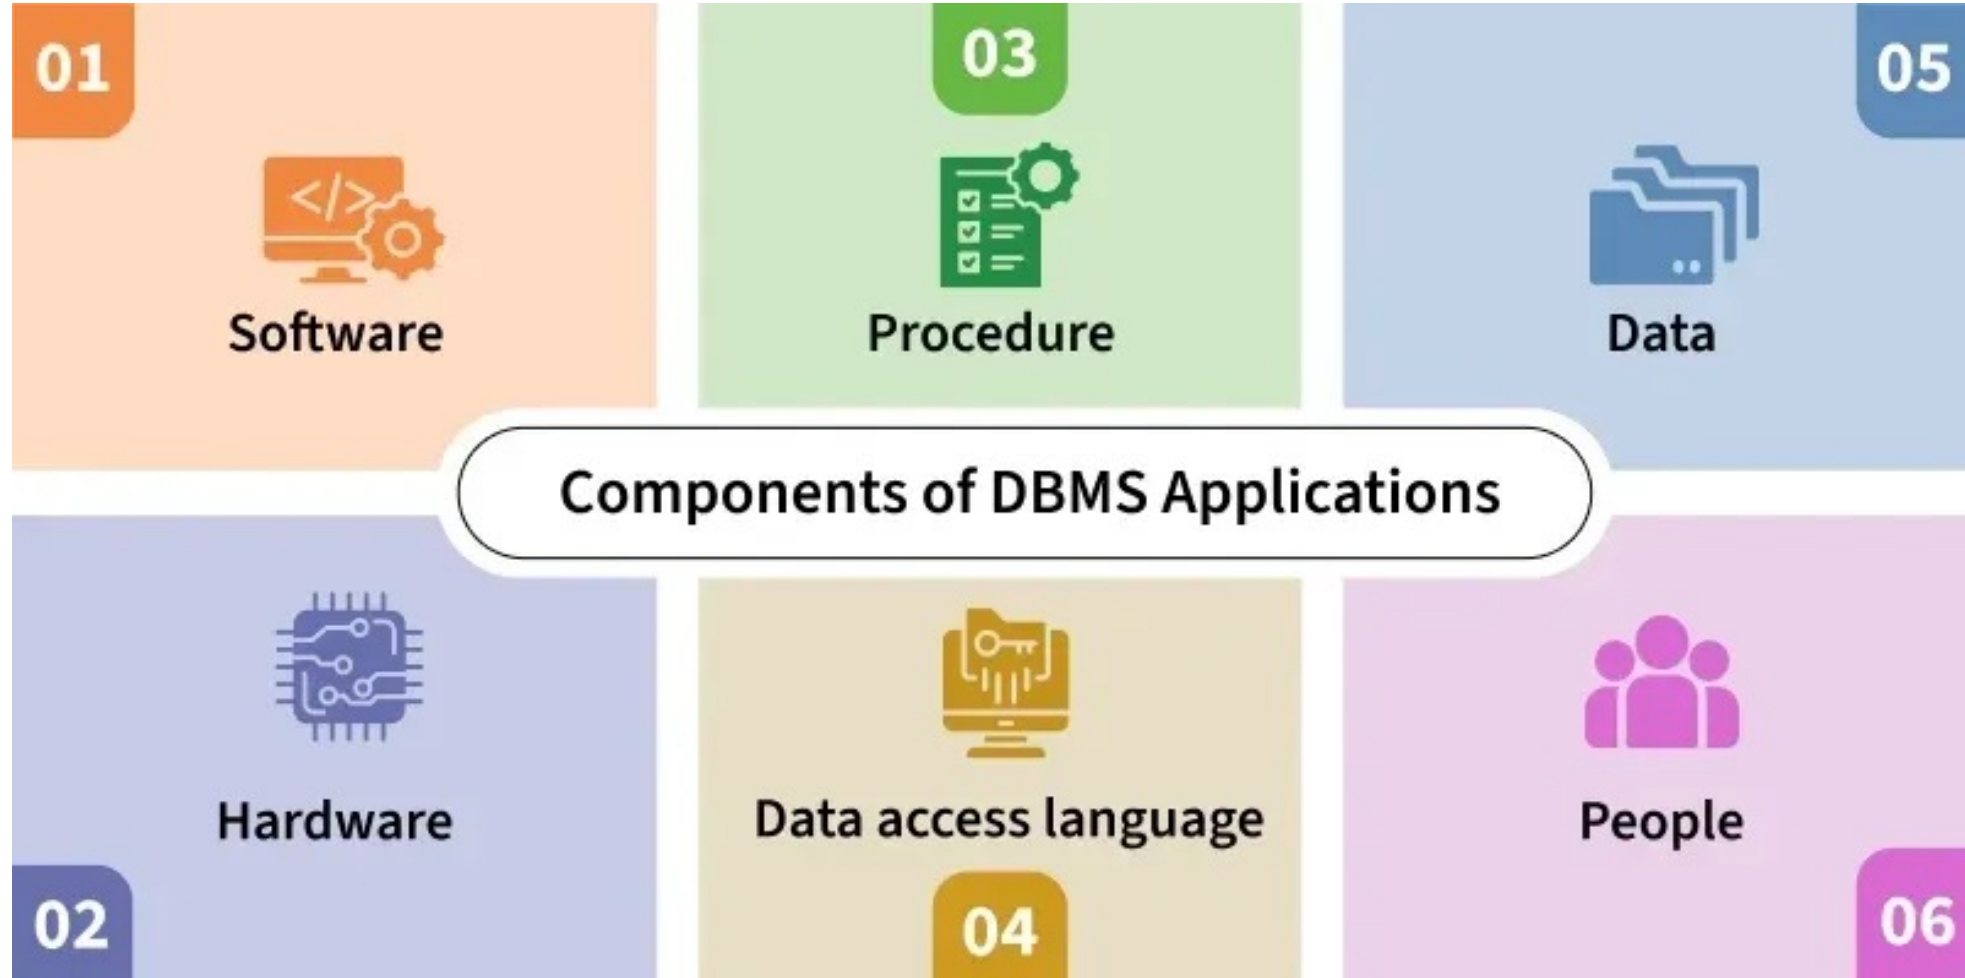 01
Software
03
Procedure
05
Data
Components of DBMS Applications
Hardware
02
Data access language
04
People
06